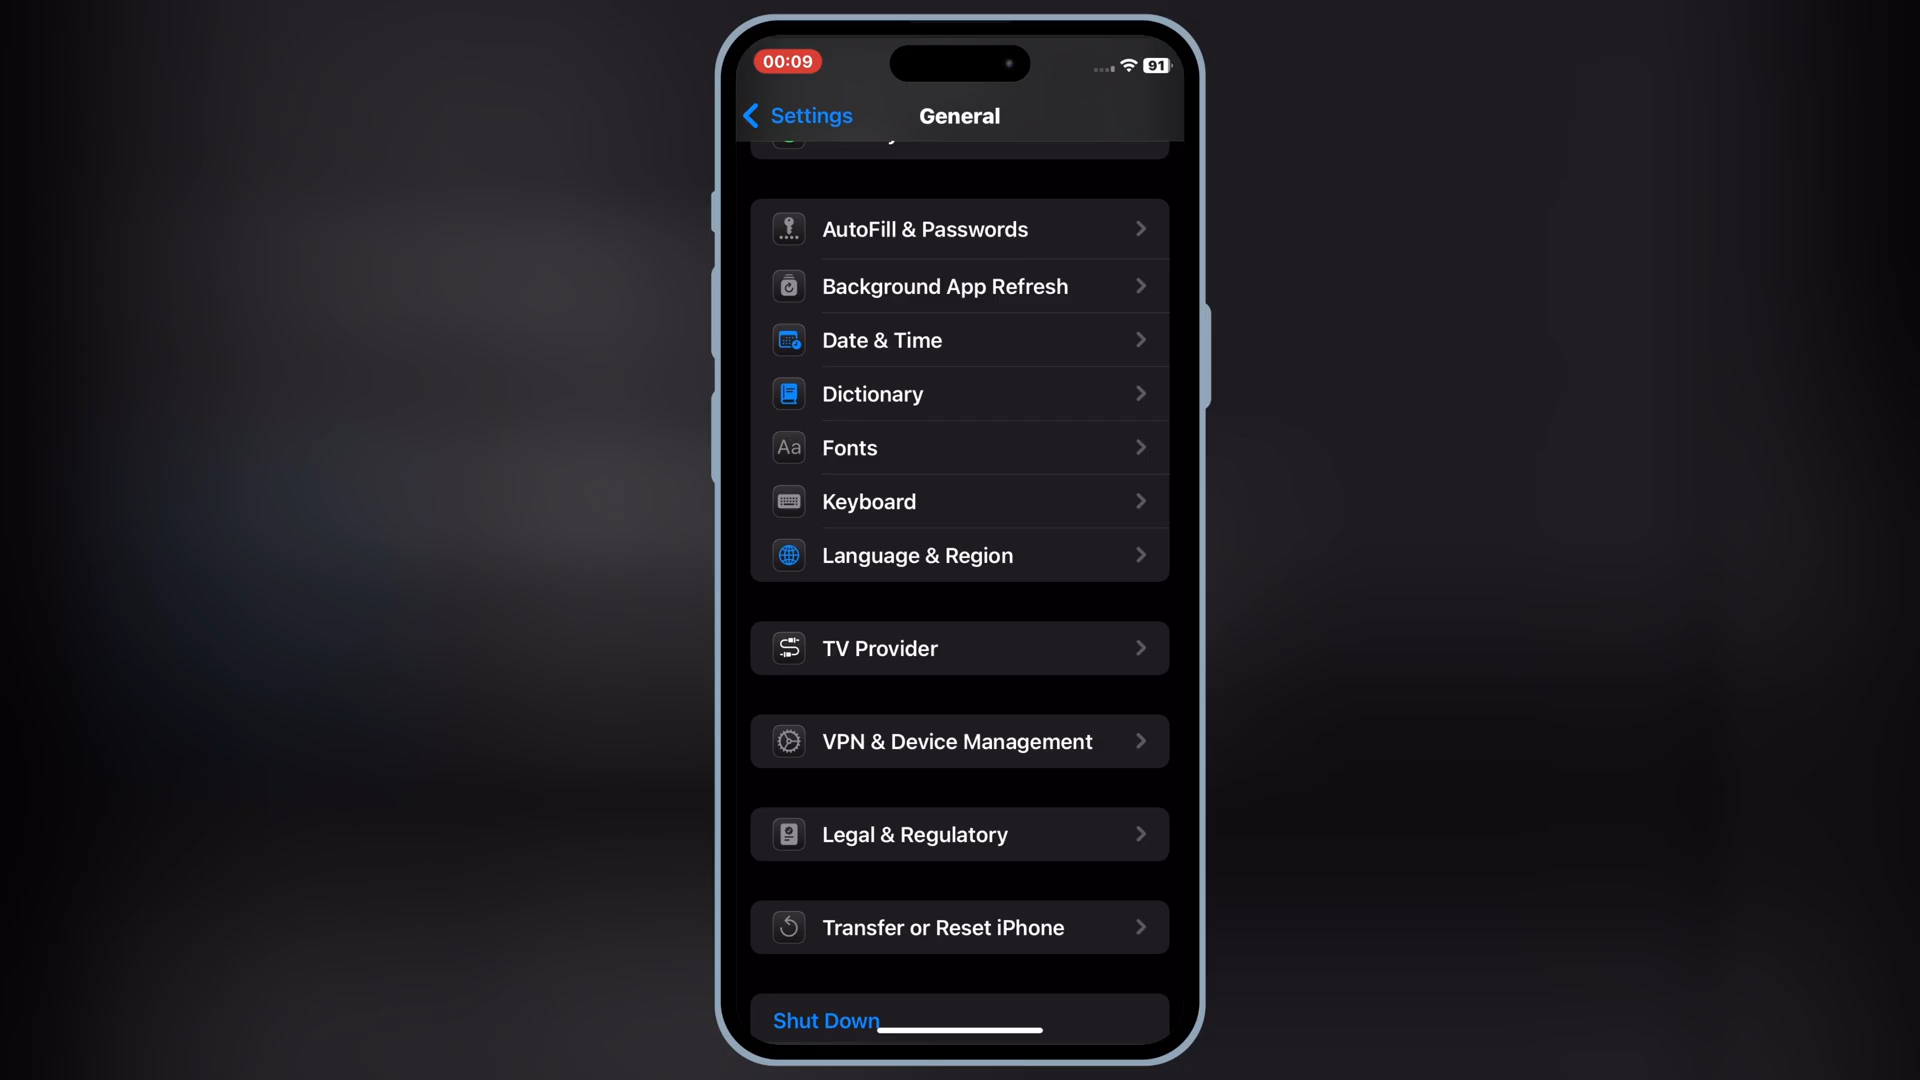 00:09
91
Settings
General
AutoFill & Passwords
Background App Refresh
Date & Time
Dictionary
Aa
Fonts
Keyboard
Language & Region
TV Provider
VPN & Device Management
Legal & Regulatory
Transfer or Reset iPhone
Shut Down